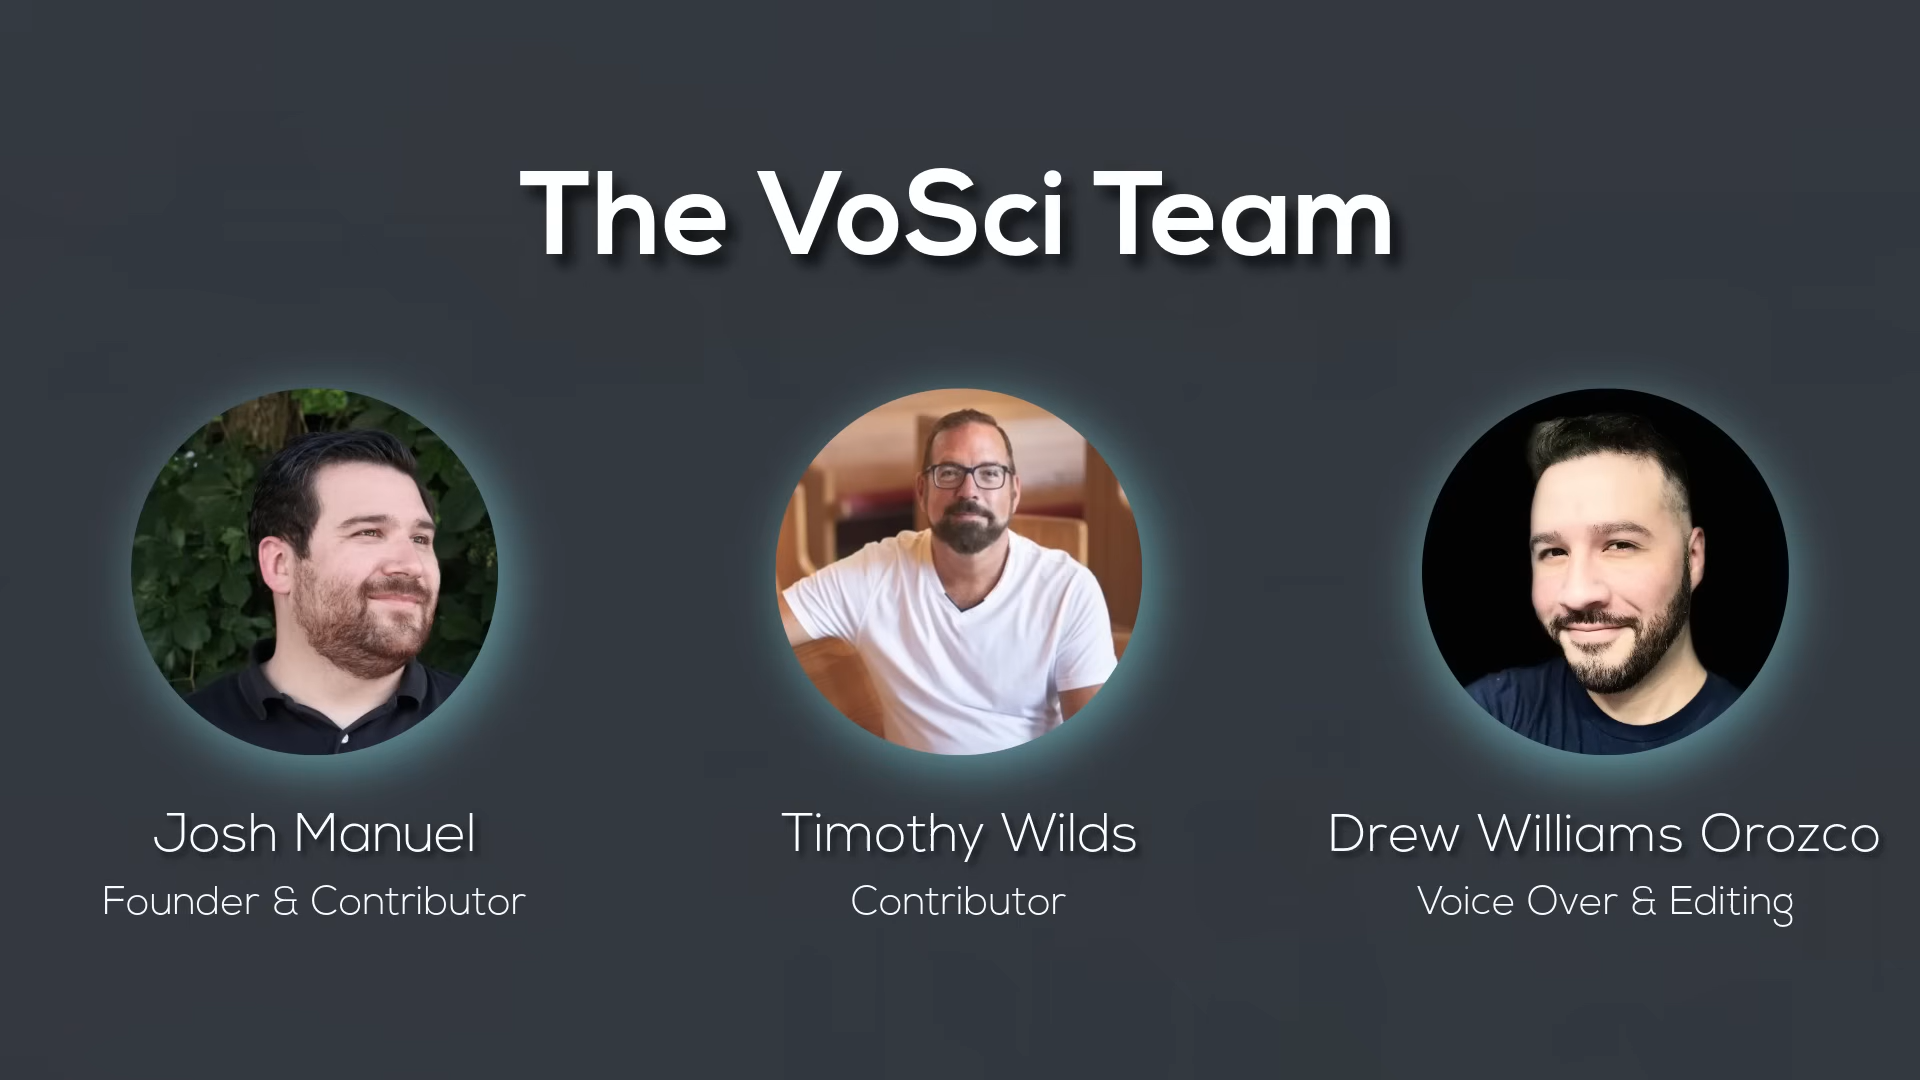 The VoSci Team
Josh Manuel
Founder & Contributor
Timothy Wilds
Contributor
Drew Williams Orozco
Voice Over & Editing